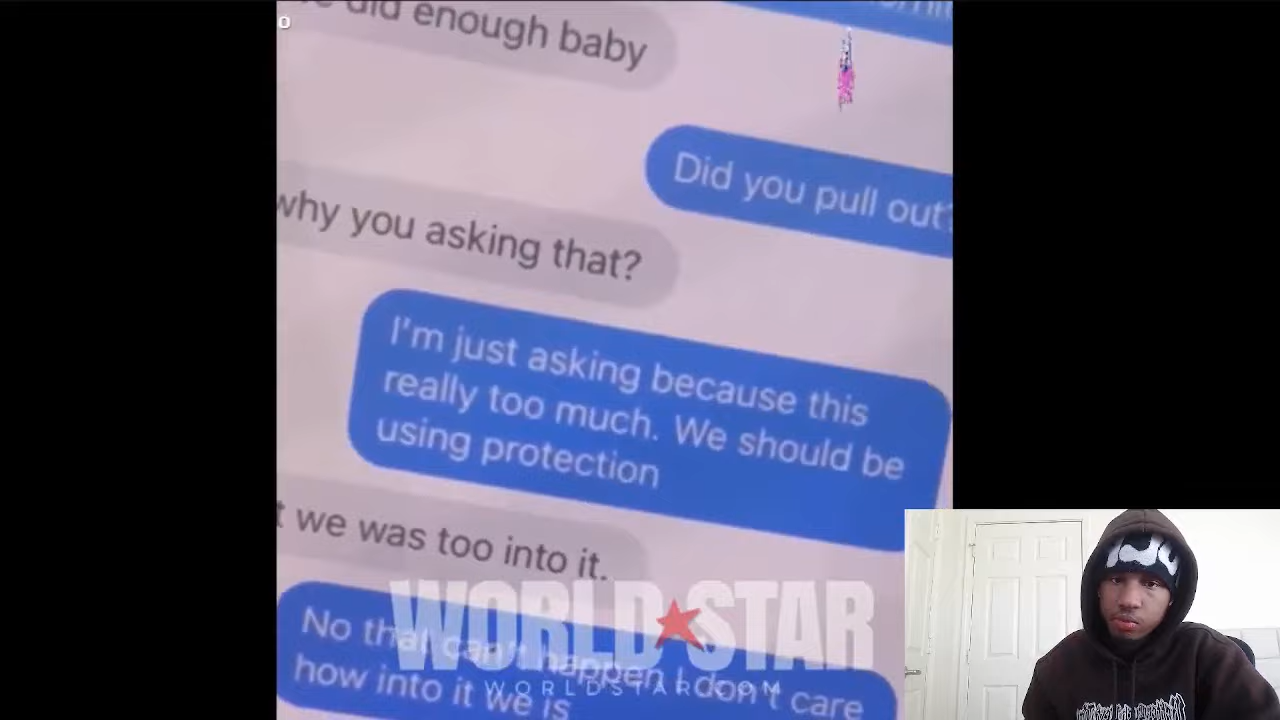 did enough baby
Did you pull out?
why you asking that?
I'm just asking because this
really too much. We should be
using protection
we was too into it.
No that can't happen I don't care
how into it we is
WORLD STAR
WORLDSTAR.COM